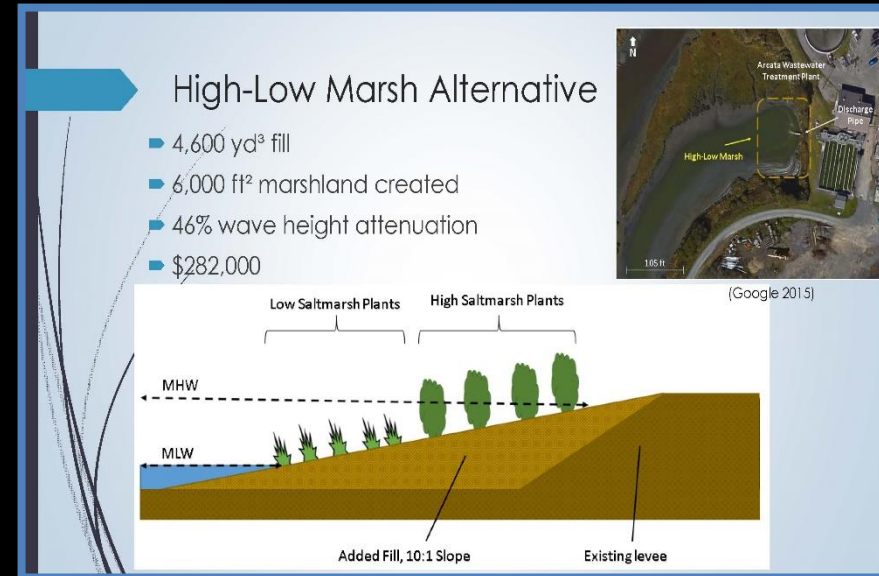 High-Low Marsh Alternative
4,600 yd³ fill
6,000 ft² marshland created
46% wave height attenuation
$282,000
N
Arcata Wastewater
Treatment Plant
Discharge
Pipe
High-Low Marsh
105 ft
(Google 2015)
Low Saltmarsh Plants
High Saltmarsh Plants
MHW
MLW
Added Fill, 10:1 Slope
Existing levee